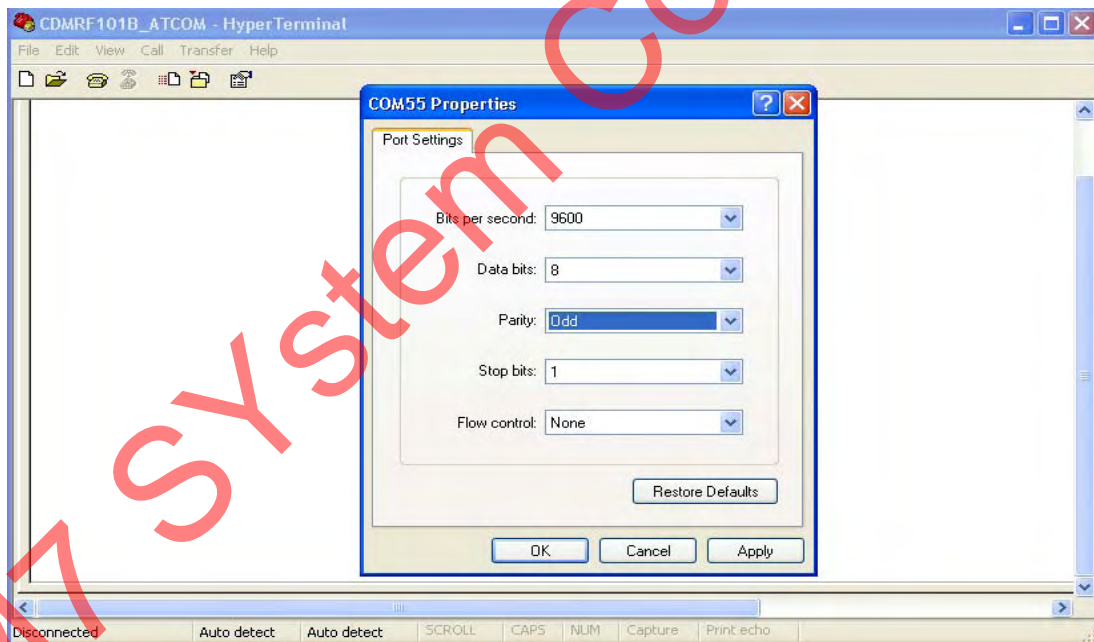 CDMRF101B_ATCOM - HyperTerminal
File Edit View Call Transfer Help
COM55 Properties
Port Settings
Bits per second: 9600
Data bits: 8
Parity: Odd
Stop bits: 1
Flow control: None
Restore Defaults
OK Cancel Apply
Disconnected Auto detect Auto detect SCROLL CAPS NUM Capture Print echo
7 SYstem Co